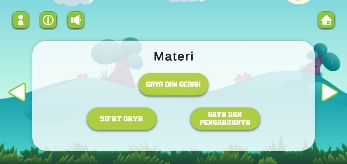 Materi
GAYA DAN GERAK
SIFAT GAYA
GAYA DAN
PENGARUHNYA